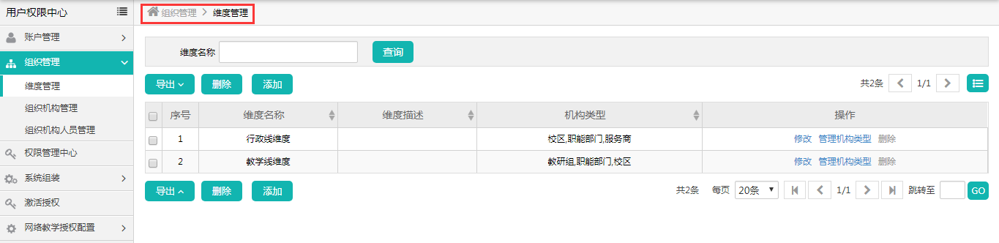 用户权限中心
组织管理 维度管理
账户管理
组织管理
维度管理
组织机构管理
组织机构人员管理
权限管理中心
系统组装
激活授权
网络教学授权配置
维度名称 查询
导出 删除 添加 共2条 1/1
序号 维度名称 维度描述 机构类型 操作
1 行政线维度 校区,职能部门,服务商 修改 管理机构类型 删除
2 教学线维度 教研组,职能部门,校区 修改 管理机构类型 删除
导出 删除 添加 共2条 每页 20条 1/1 跳转至 GO